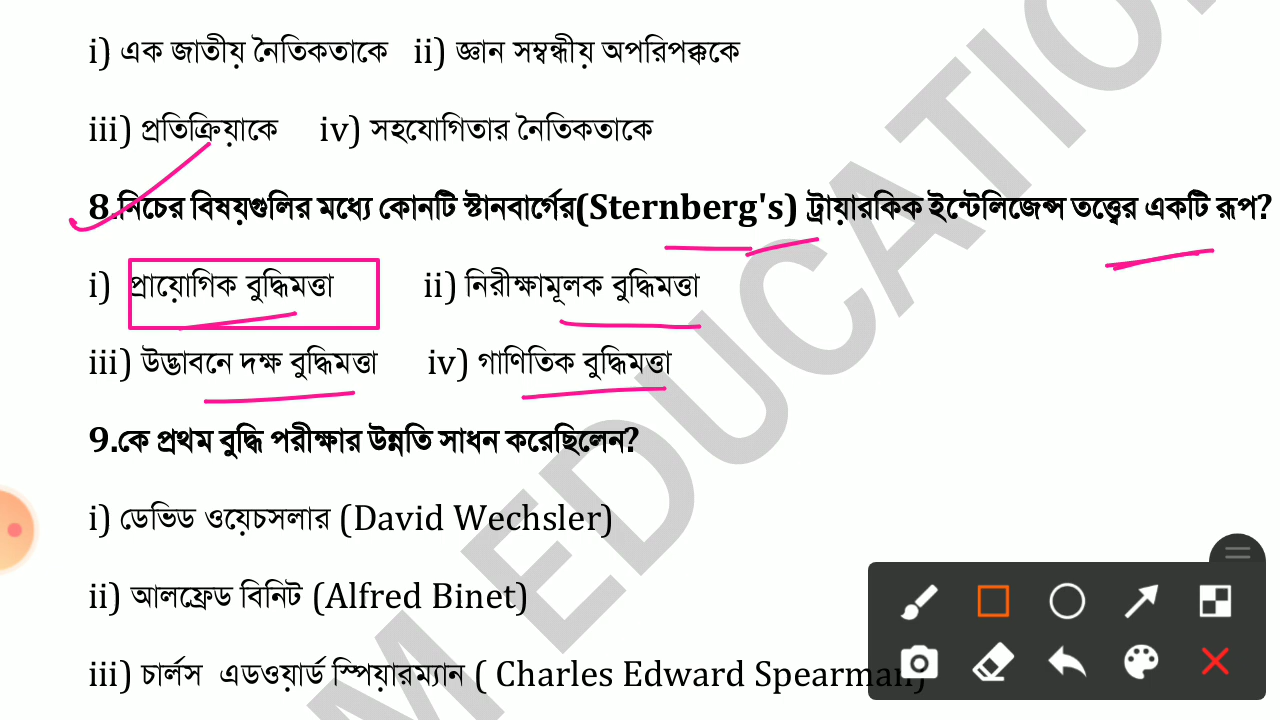 i) এক জাতীয় নৈতিকতাকে ii) জ্ঞান সম্বন্ধীয় অপরিপক্ককে
iii) প্রতিক্রিয়াকে iv) সহযোগিতার নৈতিকতাকে
8.নিচের বিষয়গুলির মধ্যে কোনটি স্টানবার্গের(Sternberg's) ট্রায়ারকিক ইন্টেলিজেন্স তত্ত্বের একটি রূপ?
i) প্রায়োগিক বুদ্ধিমত্তা ii) নিরীক্ষামূলক বুদ্ধিমত্তা
iii) উদ্ভাবনে দক্ষ বুদ্ধিমত্তা iv) গাণিতিক বুদ্ধিমত্তা
9.কে প্রথম বুদ্ধি পরীক্ষার উন্নতি সাধন করেছিলেন?
i) ডেভিড ওয়েচসলার (David Wechsler)
ii) আলফ্রেড বিনিট (Alfred Binet)
iii) চার্লস এডওয়ার্ড স্পিয়ারম্যান ( Charles Edward Spearman)
M EDUCATIO